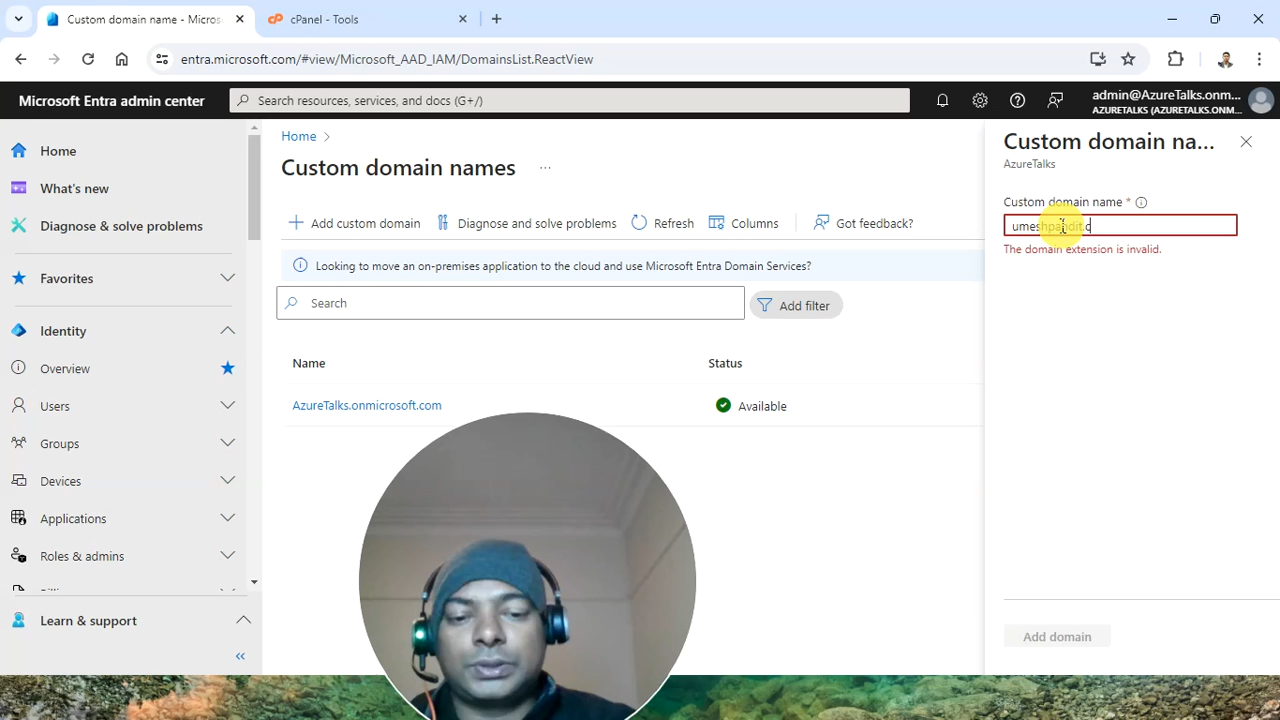 Custom domain name - Micros
cPanel - Tools
entra.microsoft.com/#view/Microsoft_AAD_IAM/DomainsList.ReactView
Microsoft Entra admin center
Search resources, services, and docs (G+/)
admin@AzureTalks.onm...
AZURETALKS (AZURETALKS.ONM...
Home
What's new
Diagnose & solve problems
Favorites
Identity
Overview
Users
Groups
Devices
Applications
Roles & admins
Learn & support
Home
Custom domain names
Add custom domain
Diagnose and solve problems
Refresh
Columns
Got feedback?
Looking to move an on-premises application to the cloud and use Microsoft Entra Domain Services?
Search
Add filter
Name
Status
AzureTalks.onmicrosoft.com
Available
Custom domain na...
AzureTalks
Custom domain name *
umeshpandit.c
The domain extension is invalid.
Add domain